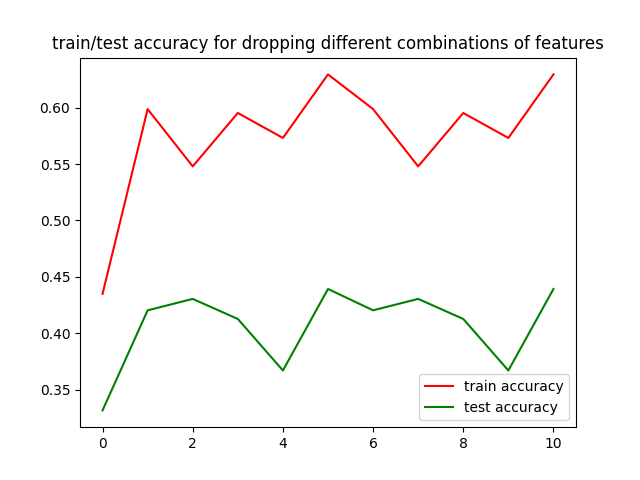 train/test accuracy for dropping different combinations of features
0.60
0.55
0.50
0.45
0.40
0.35
train accuracy
test accuracy
0 2 4 6 8 10